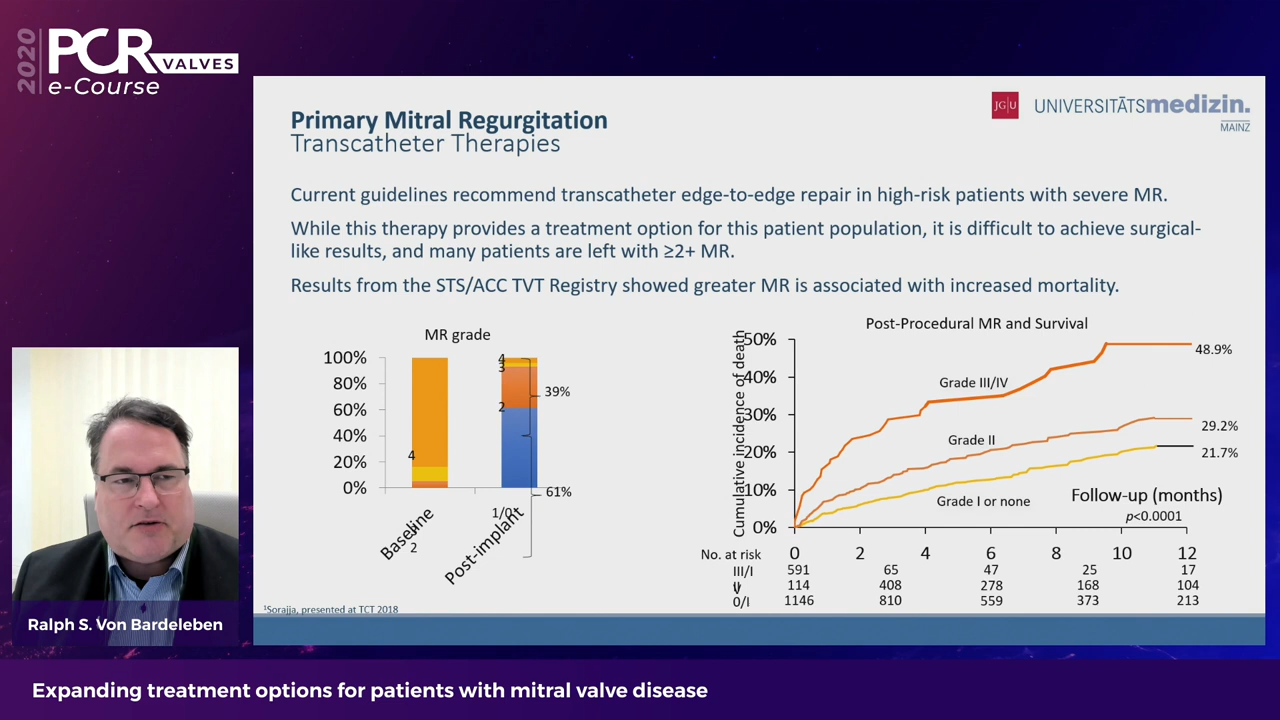 2020
PCR VALVES
e-Course
JG|U
UNIVERSITÄTSmedizin.
MAINZ
Primary Mitral Regurgitation
Transcatheter Therapies
Current guidelines recommend transcatheter edge-to-edge repair in high-risk patients with severe MR.
While this therapy provides a treatment option for this patient population, it is difficult to achieve surgical-
like results, and many patients are left with ≥2+ MR.
Results from the STS/ACC TVT Registry showed greater MR is associated with increased mortality.
MR grade
100%
80%
60%
40%
20%
0%
4
2
4
3
2
1/0
39%
61%
Baseline
Post-implant
Post-Procedural MR and Survival
Cumulative incidence of death
50%
40%
30%
20%
10%
0%
Grade III/IV
48.9%
Grade II
29.2%
21.7%
Grade I or none
Follow-up (months)
p<0.0001
No. at risk 0 2 4 6 8 10 12
III/I
V 591 65 47 25 17
II 114 408 278 168 104
0/I 1146 810 559 373 213
1Sorajja, presented at TCT 2018
Ralph S. Von Bardeleben
Expanding treatment options for patients with mitral valve disease